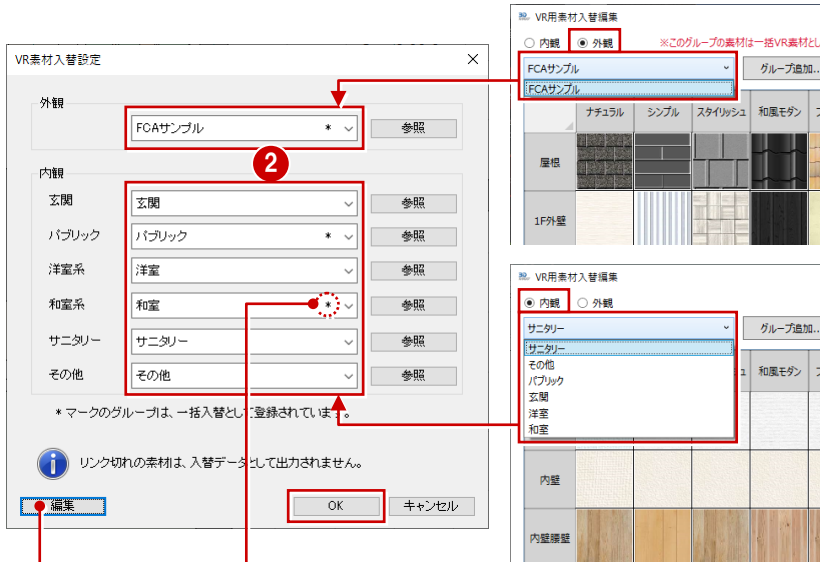 VR素材入替設定
外観
FCAサンプル *
参照
2
内観
玄関 玄関 参照
パブリック パブリック * 参照
洋室系 洋室 参照
和室系 和室 * 参照
サニタリー サニタリー 参照
その他 その他 参照
*マークのグループは、一括入替として登録されています。
リンク切れの素材は、入替データとして出力されません。
編集 OK キャンセル
VR用素材入替編集
内観 外観 ※このグループの素材は一括VR素材とし
FCAサンプル グループ追加...
FCAサンプル
ナチュラル シンプル スタイリッシュ 和風モダン
屋根
1F外壁
VR用素材入替編集
内観 外観
サニタリー グループ追加...
サニタリー
その他
パブリック
玄関
洋室
和室
和風モダン
内壁
内壁腰壁